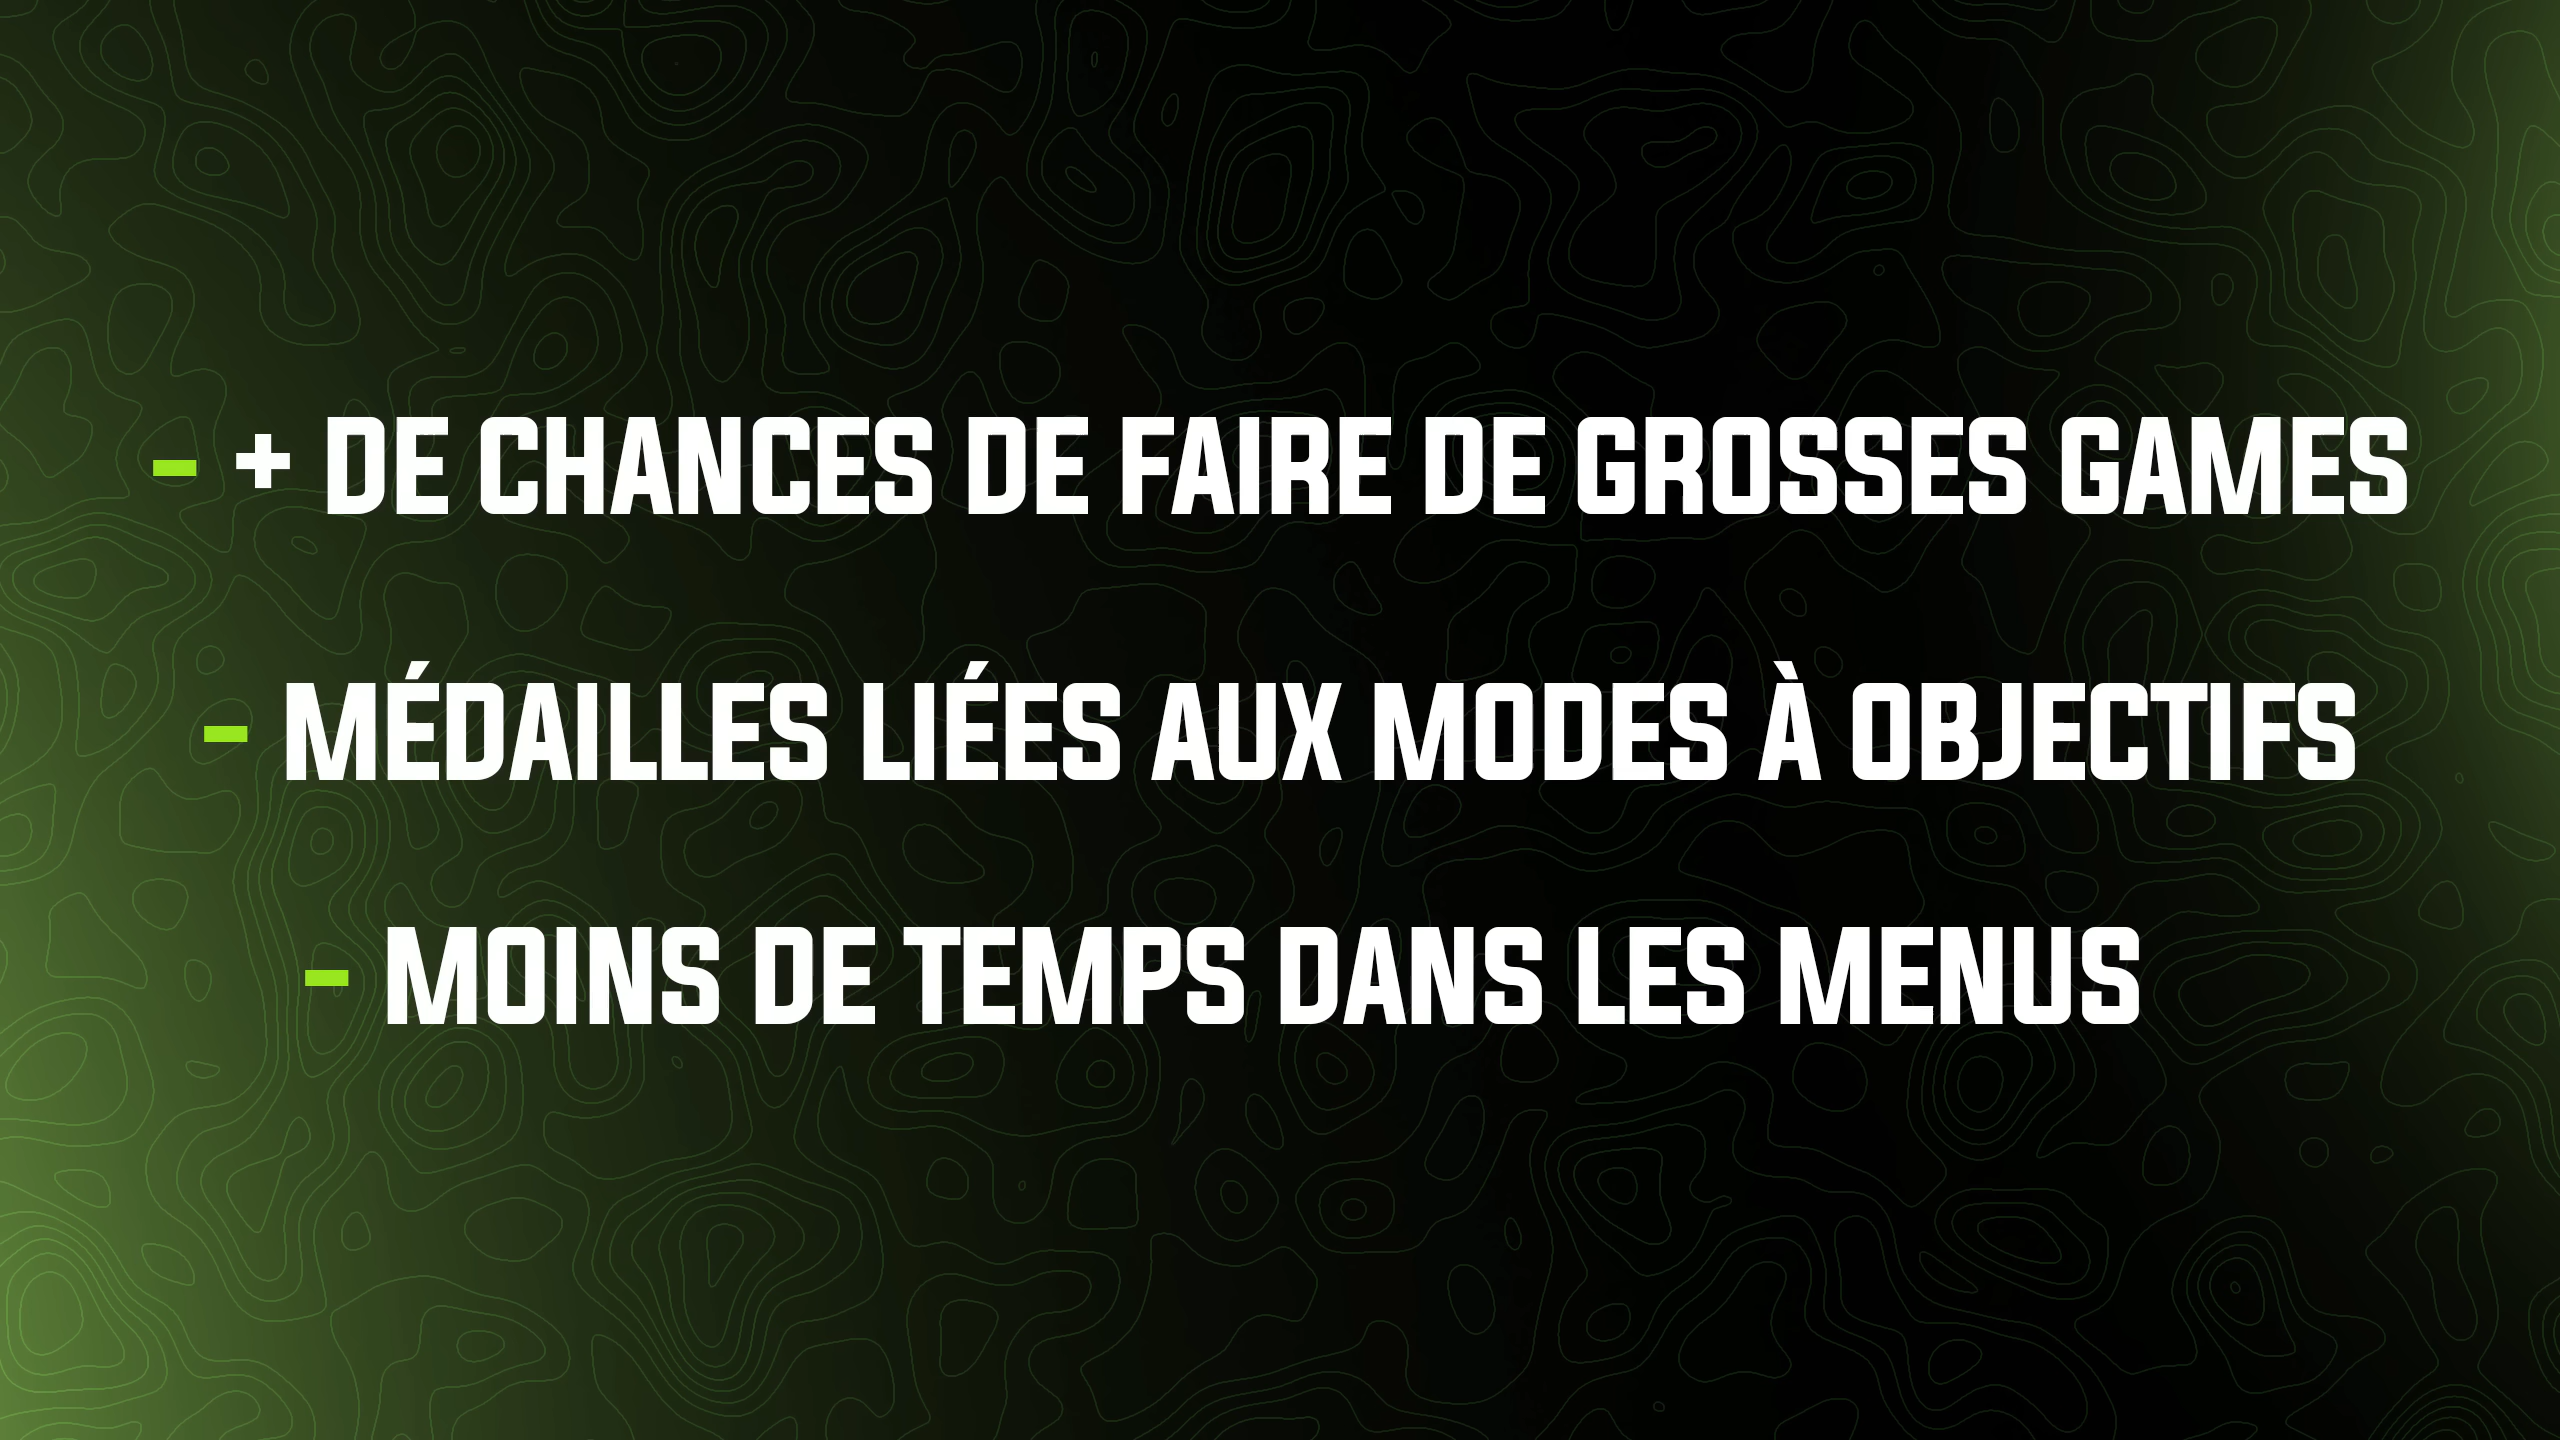 - + DE CHANCES DE FAIRE DE GROSSES GAMES
- MÉDAILLES LIÉES AUX MODES À OBJECTIFS
- MOINS DE TEMPS DANS LES MENUS